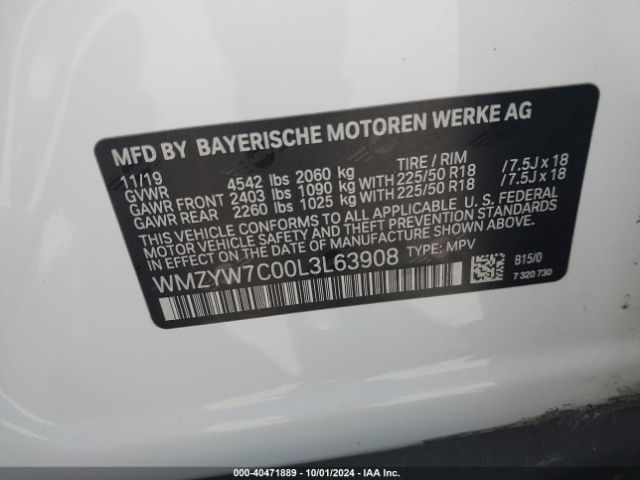 MFD BY BAYERISCHE MOTOREN WERKE AG
11/19 TIRE / RIM
GVWR 4542 lbs 2060 kg
GAWR FRONT 2403 lbs 1090 kg WITH 225/50 R18 /7.5J x 18
GAWR REAR 2260 lbs 1025 kg WITH 225/50 R18 /7.5J x 18
THIS VEHICLE CONFORMS TO ALL APPLICABLE U. S. FEDERAL
MOTOR VEHICLE SAFETY AND THEFT PREVENTION STANDARDS
IN EFFECT ON THE DATE OF MANUFACTURE SHOWN ABOVE.
WMZYW7C00L3L63908 TYPE: MPV
B15/0
7 320 730
000-40471889 - 10/01/2024 - IAAI.com